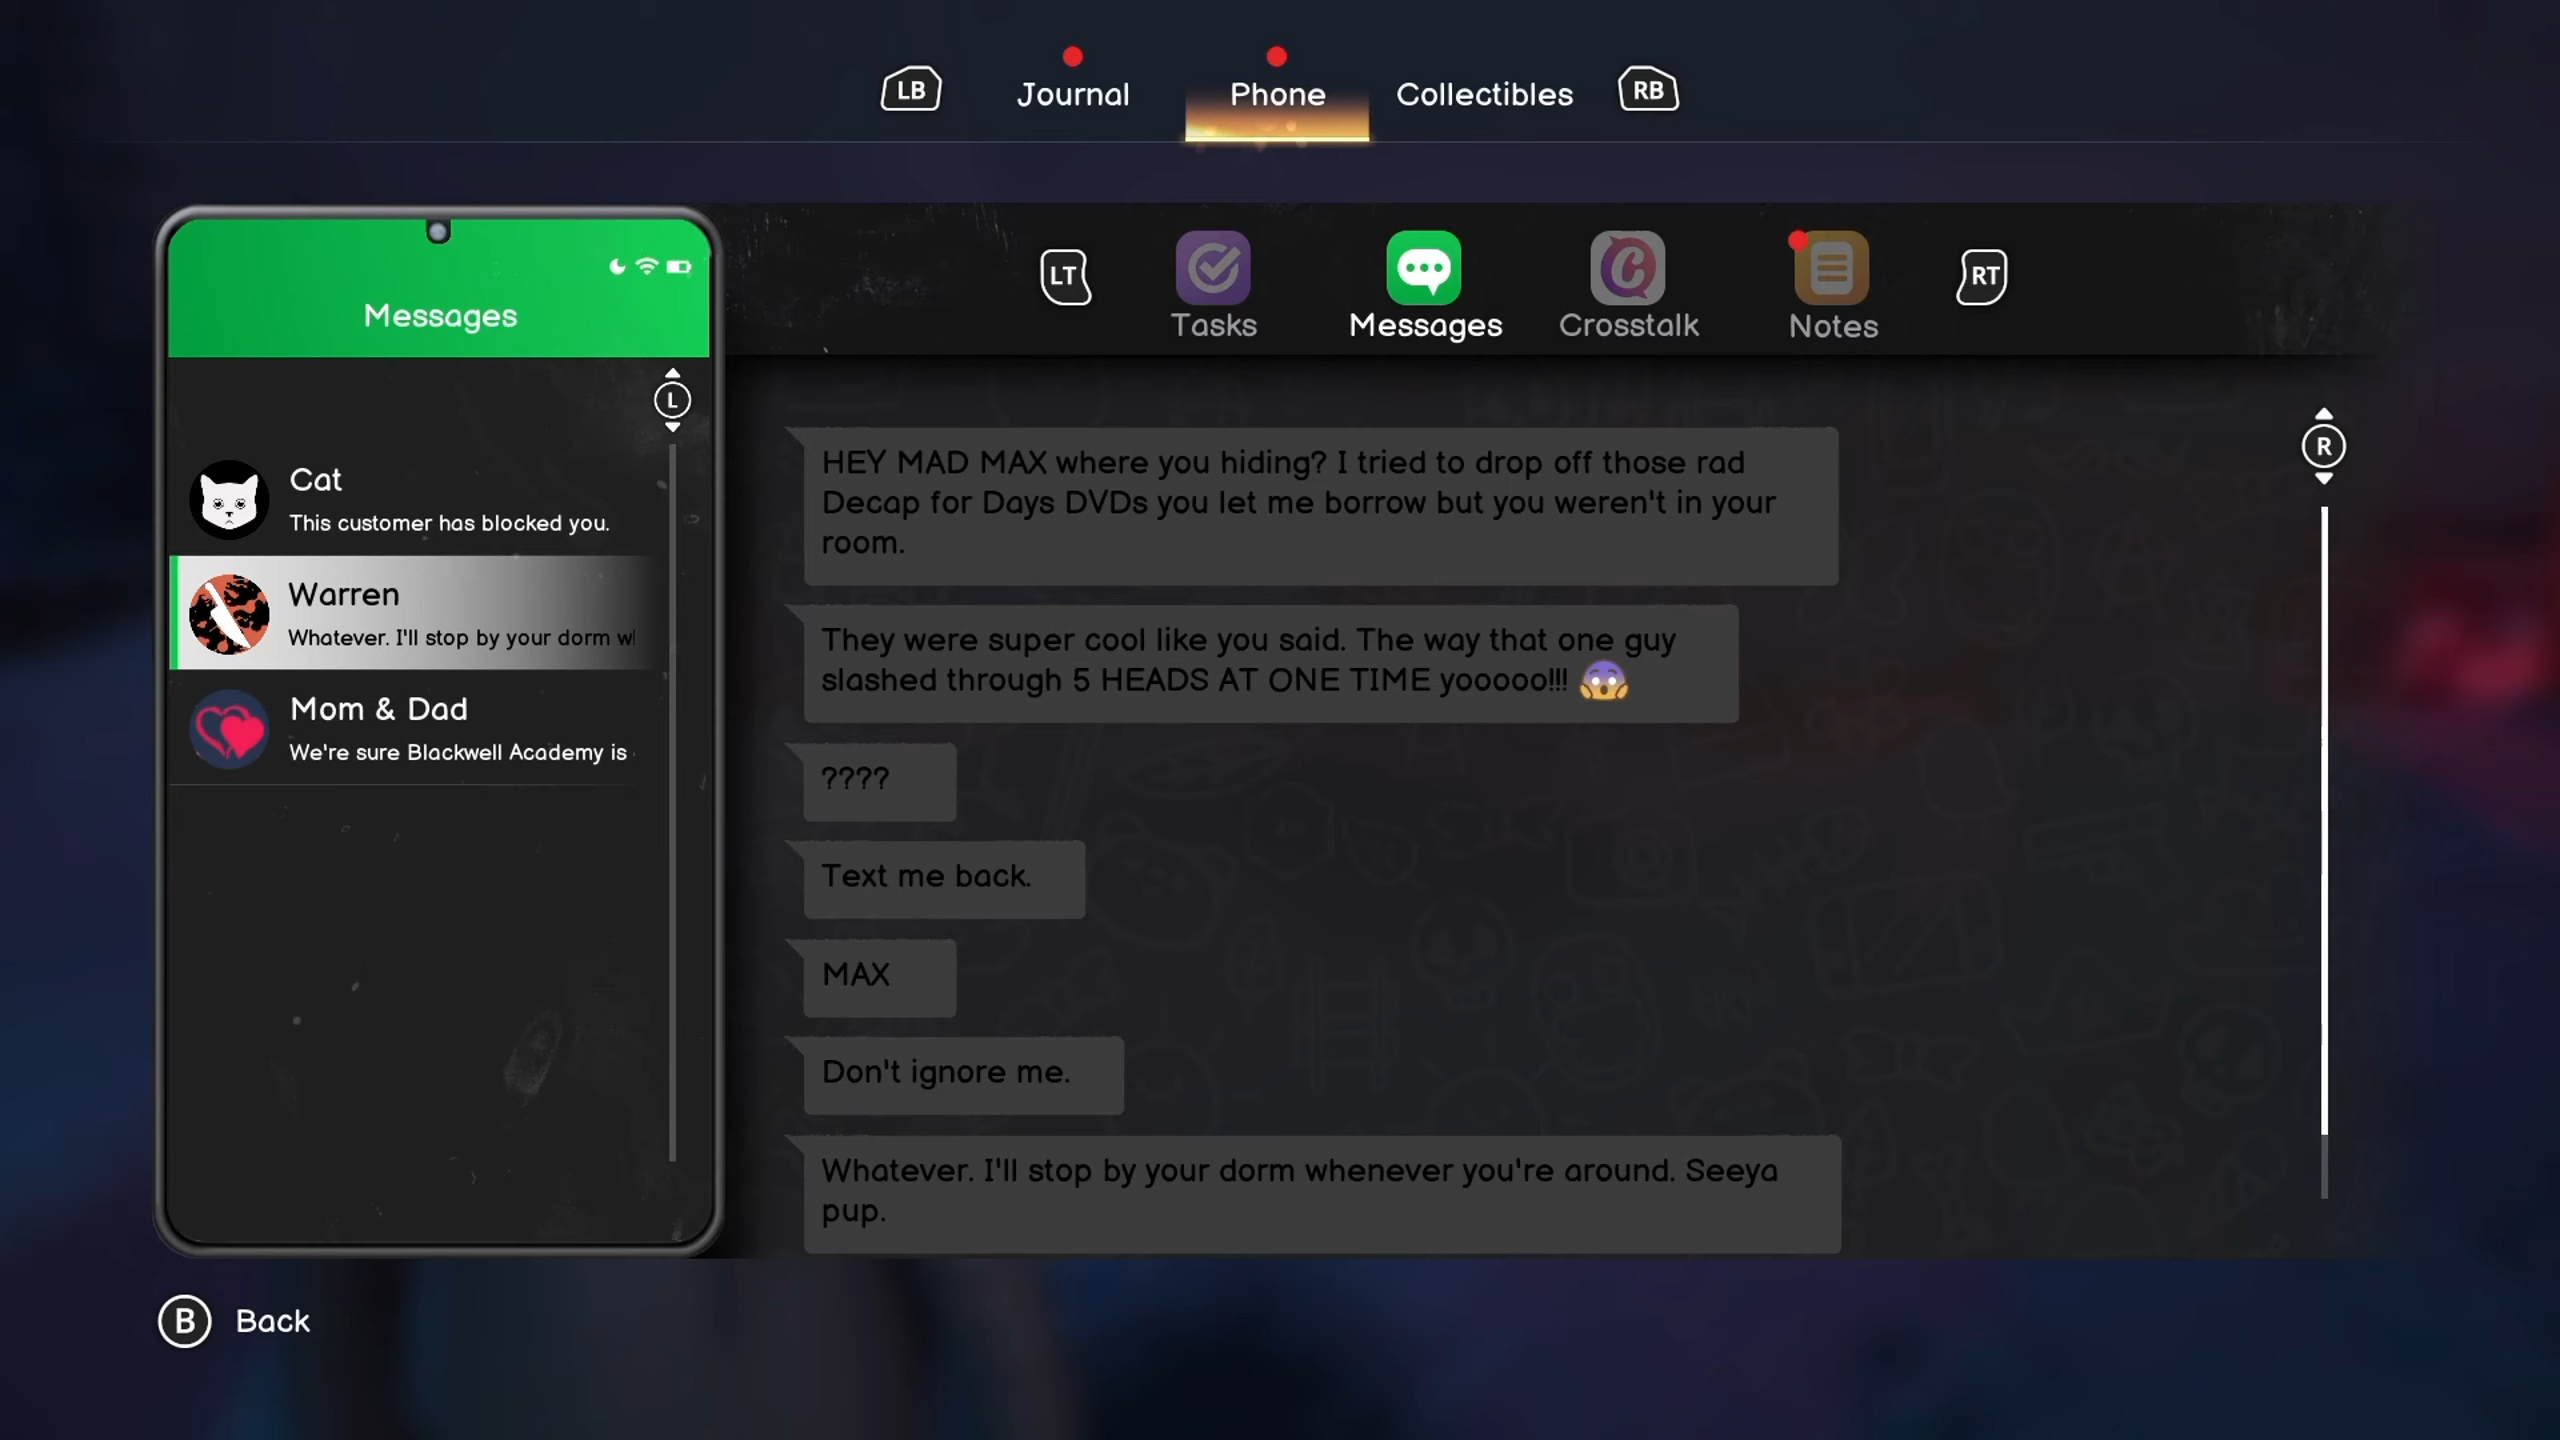 LB
Journal
Phone
Collectibles
RB
Messages
LT
Tasks
Messages
Crosstalk
Notes
RT
L
Cat
This customer has blocked you.
Warren
Whatever. I'll stop by your dorm wh
Mom & Dad
We're sure Blackwell Academy is
R
HEY MAD MAX where you hiding? I tried to drop off those rad
Decap for Days DVDs you let me borrow but you weren't in your
room.
They were super cool like you said. The way that one guy
slashed through 5 HEADS AT ONE TIME yooooo!!! 😱
????
Text me back.
MAX
Don't ignore me.
Whatever. I'll stop by your dorm whenever you're around. Seeya
pup.
B Back